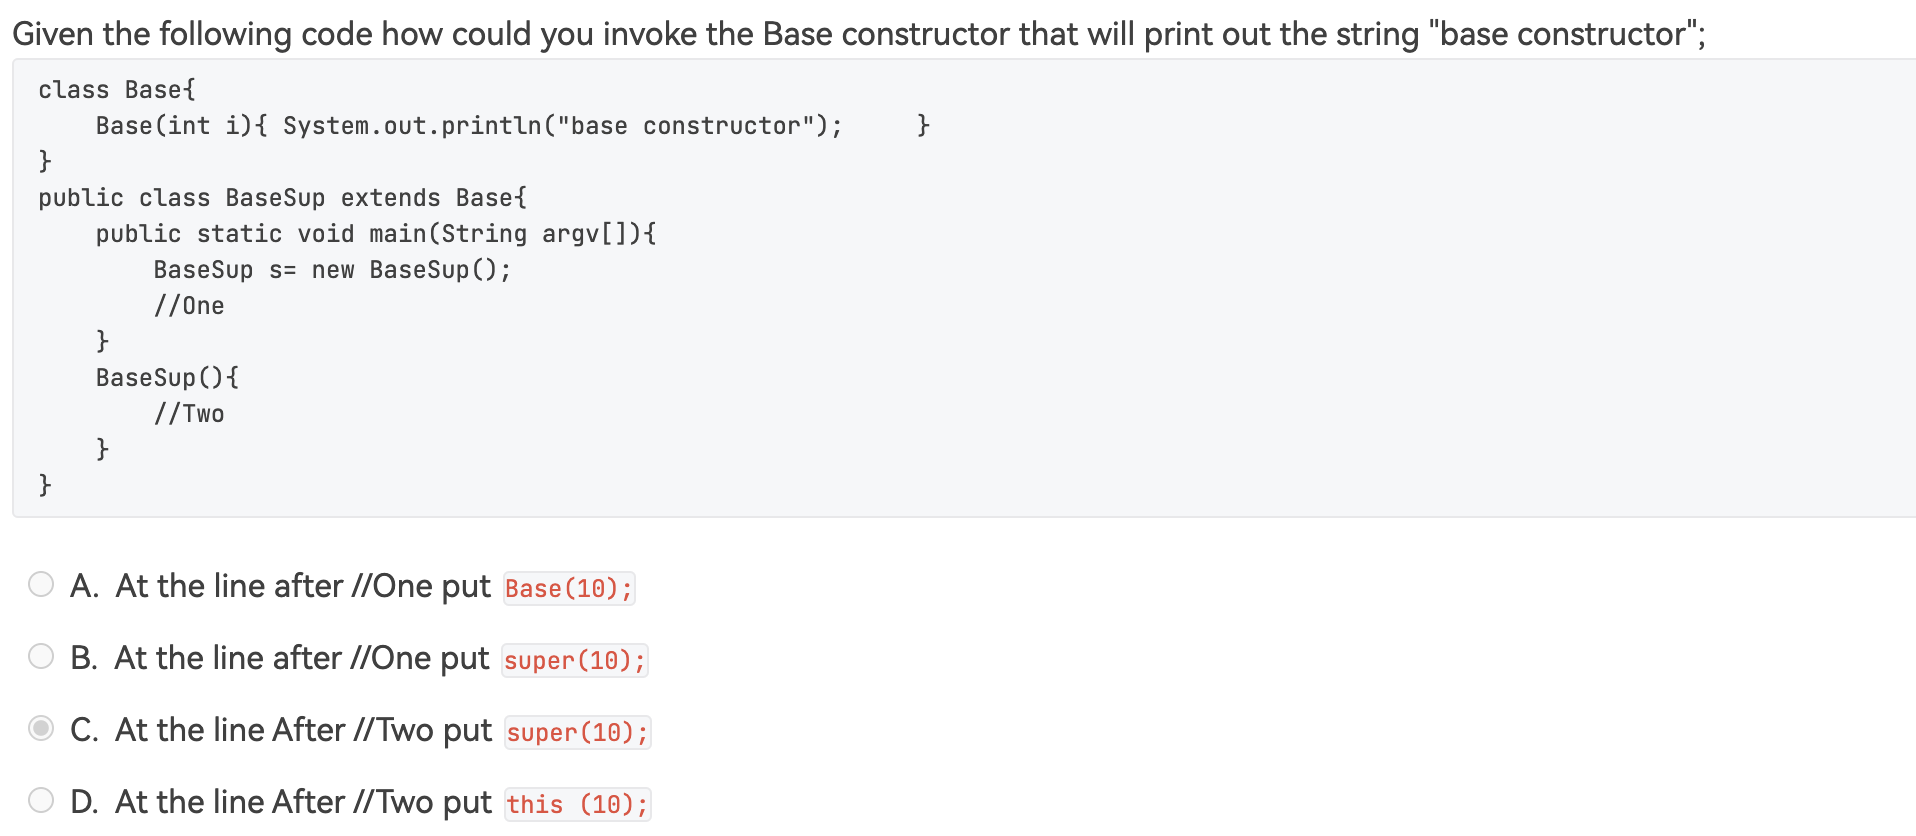 Given the following code how could you invoke the Base constructor that will print out the string "base constructor";
class Base{
    Base(int i){ System.out.println("base constructor");     }
}
public class BaseSup extends Base{
    public static void main(String argv[]){
        BaseSup s= new BaseSup();
        //One
    }
    BaseSup(){
        //Two
    }
}
A. At the line after //One put Base(10);
B. At the line after //One put super(10);
C. At the line After //Two put super(10);
D. At the line After //Two put this (10);